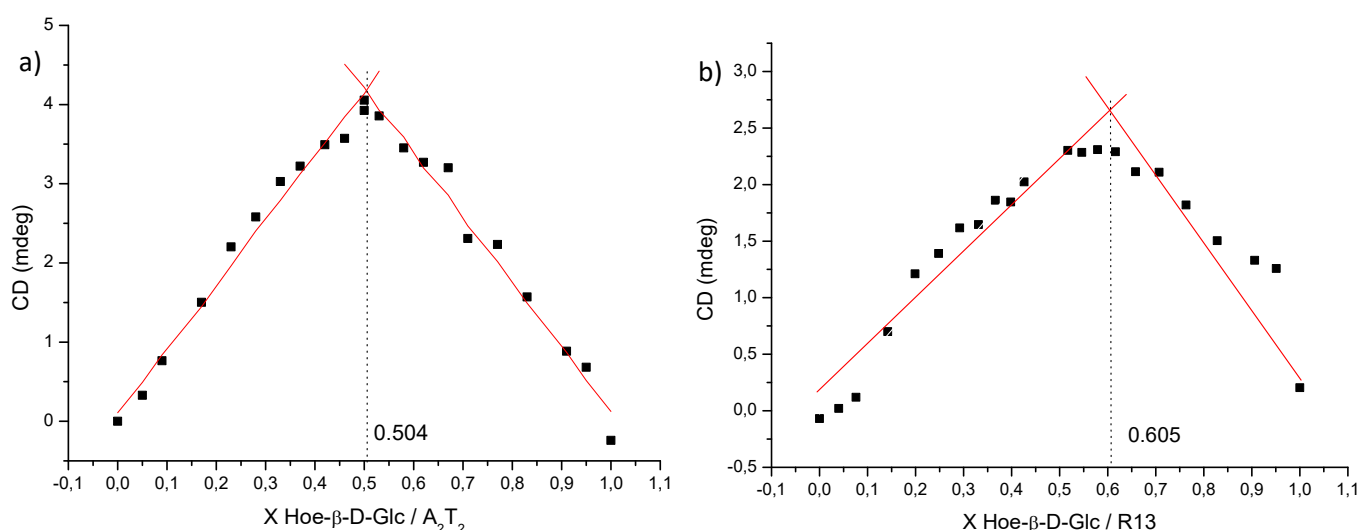 a)
5
4
3
2
1
0
CD (mdeg)
0.504
-0,1 0,0 0,1 0,2 0,3 0,4 0,5 0,6 0,7 0,8 0,9 1,0 1,1
X Hoe-β-D-Glc / A₂T₂
b)
3,0
2,5
2,0
1,5
1,0
0,5
0,0
-0,5
CD (mdeg)
0.605
-0,1 0,0 0,1 0,2 0,3 0,4 0,5 0,6 0,7 0,8 0,9 1,0 1,1
X Hoe-β-D-Glc / R13